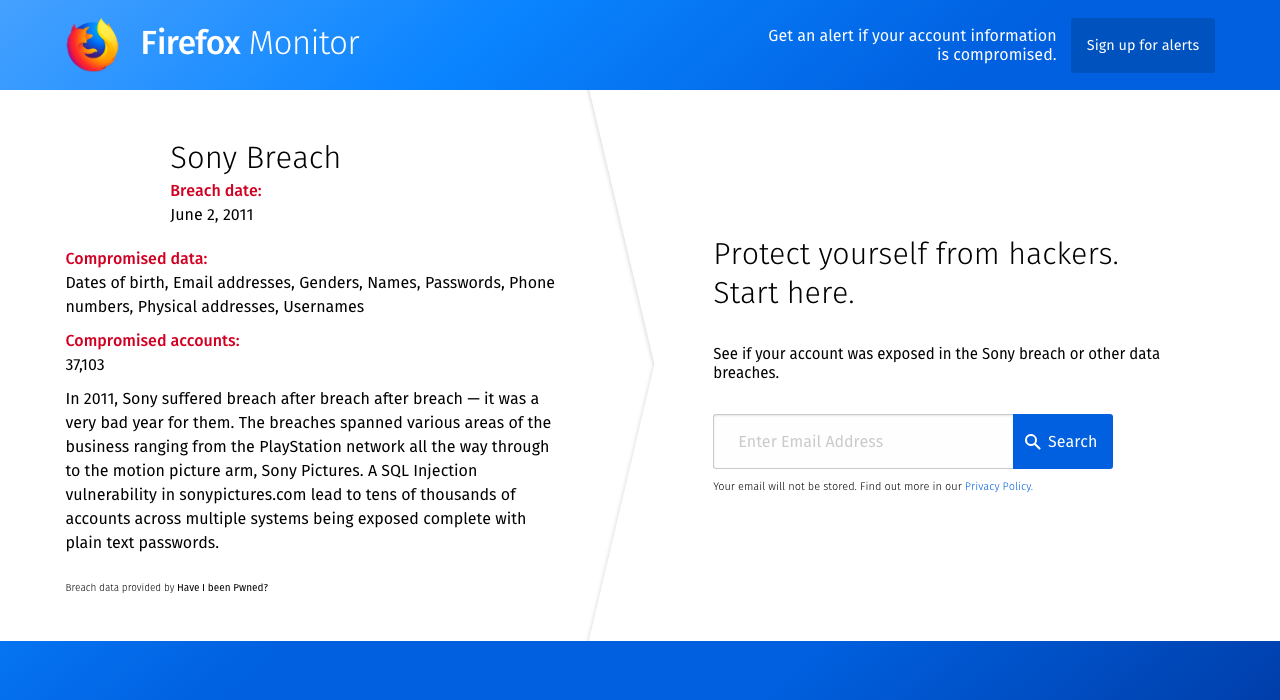 Firefox Monitor
Get an alert if your account information
is compromised.
Sign up for alerts
Sony Breach
Breach date:
June 2, 2011
Compromised data:
Dates of birth, Email addresses, Genders, Names, Passwords, Phone
numbers, Physical addresses, Usernames
Compromised accounts:
37,103
In 2011, Sony suffered breach after breach after breach — it was a
very bad year for them. The breaches spanned various areas of the
business ranging from the PlayStation network all the way through
to the motion picture arm, Sony Pictures. A SQL Injection
vulnerability in sonypictures.com lead to tens of thousands of
accounts across multiple systems being exposed complete with
plain text passwords.
Breach data provided by Have I been Pwned?
Protect yourself from hackers.
Start here.
See if your account was exposed in the Sony breach or other data
breaches.
Enter Email Address
Search
Your email will not be stored. Find out more in our Privacy Policy.